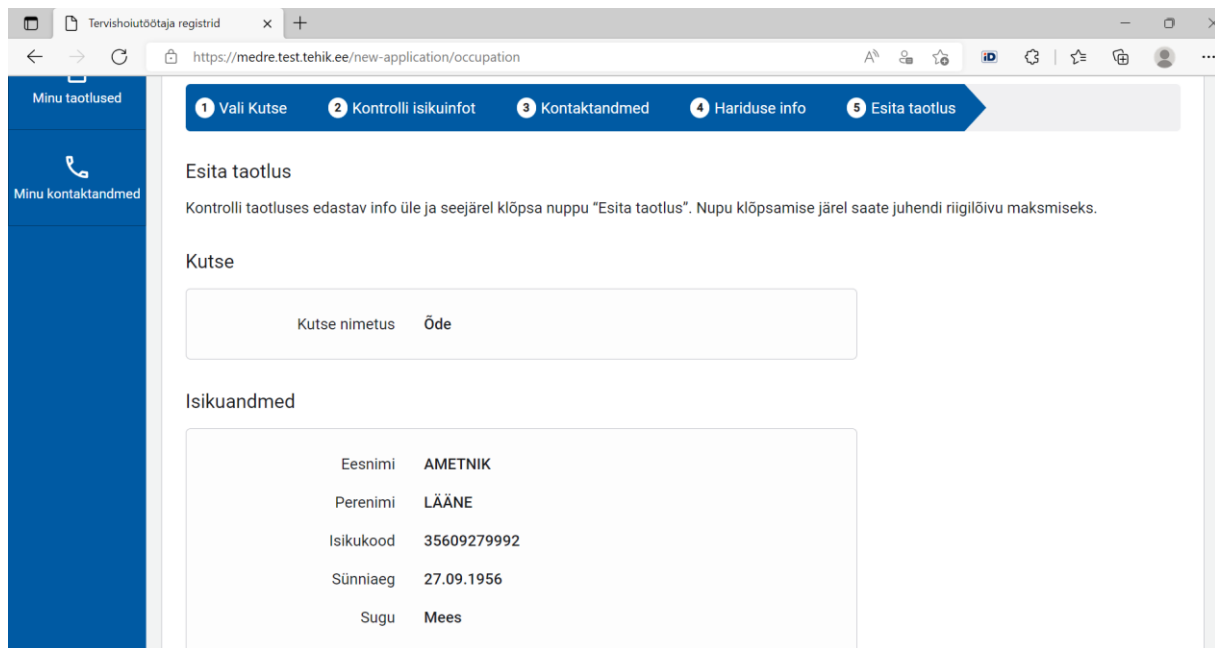 Tervishoiutöötaja registrid
https://medre.test.tehik.ee/new-application/occupation
Minu taotlused
1 Vali Kutse 2 Kontrolli isikuinfot 3 Kontaktandmed 4 Hariduse info 5 Esita taotlus
Minu kontaktandmed
Esita taotlus
Kontrolli taotluses edastav info üle ja seejärel klõpsa nuppu “Esita taotlus”. Nupu klõpsamise järel saate juhendi riigilõivu maksmiseks.
Kutse
Kutse nimetus Õde
Isikuandmed
Eesnimi AMETNIK
Perenimi LÄÄNE
Isikukood 35609279992
Sünniaeg 27.09.1956
Sugu Mees